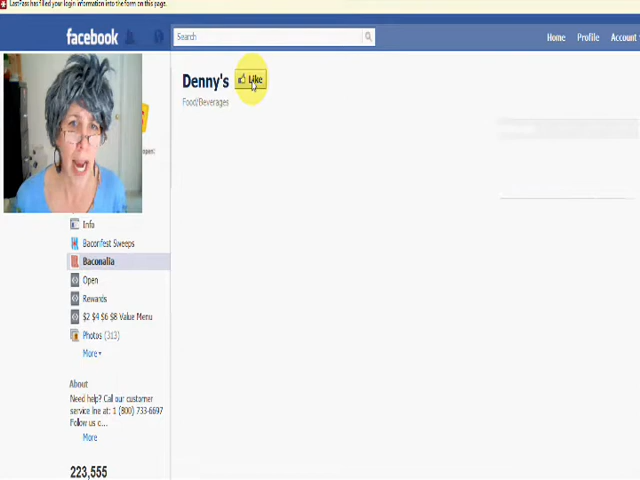 LastPass has filled your login information into the form on this page.
facebook
Search
Home Profile Account
Denny's Like
Food/Beverages
open
Info
Baconfest Sweeps
Baconalia
Open
Rewards
$2 $4 $6 $8 Value Menu
Photos (313)
More
About
Need help? Call our customer
service line at: 1 (800) 733-6697
Follow us o...
More
223,555